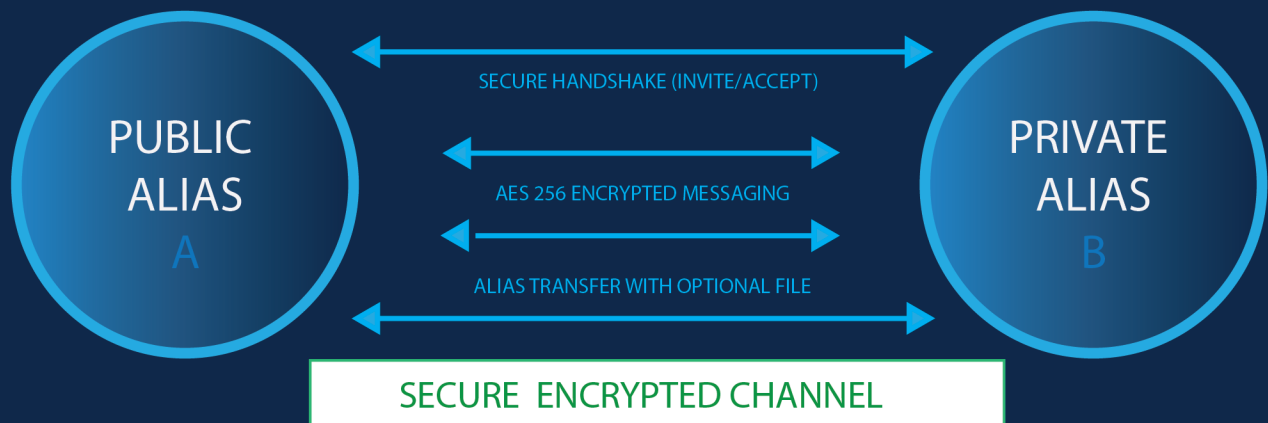 PUBLIC
ALIAS
A
SECURE HANDSHAKE (INVITE/ACCEPT)
AES 256 ENCRYPTED MESSAGING
ALIAS TRANSFER WITH OPTIONAL FILE
PRIVATE
ALIAS
B
SECURE ENCRYPTED CHANNEL